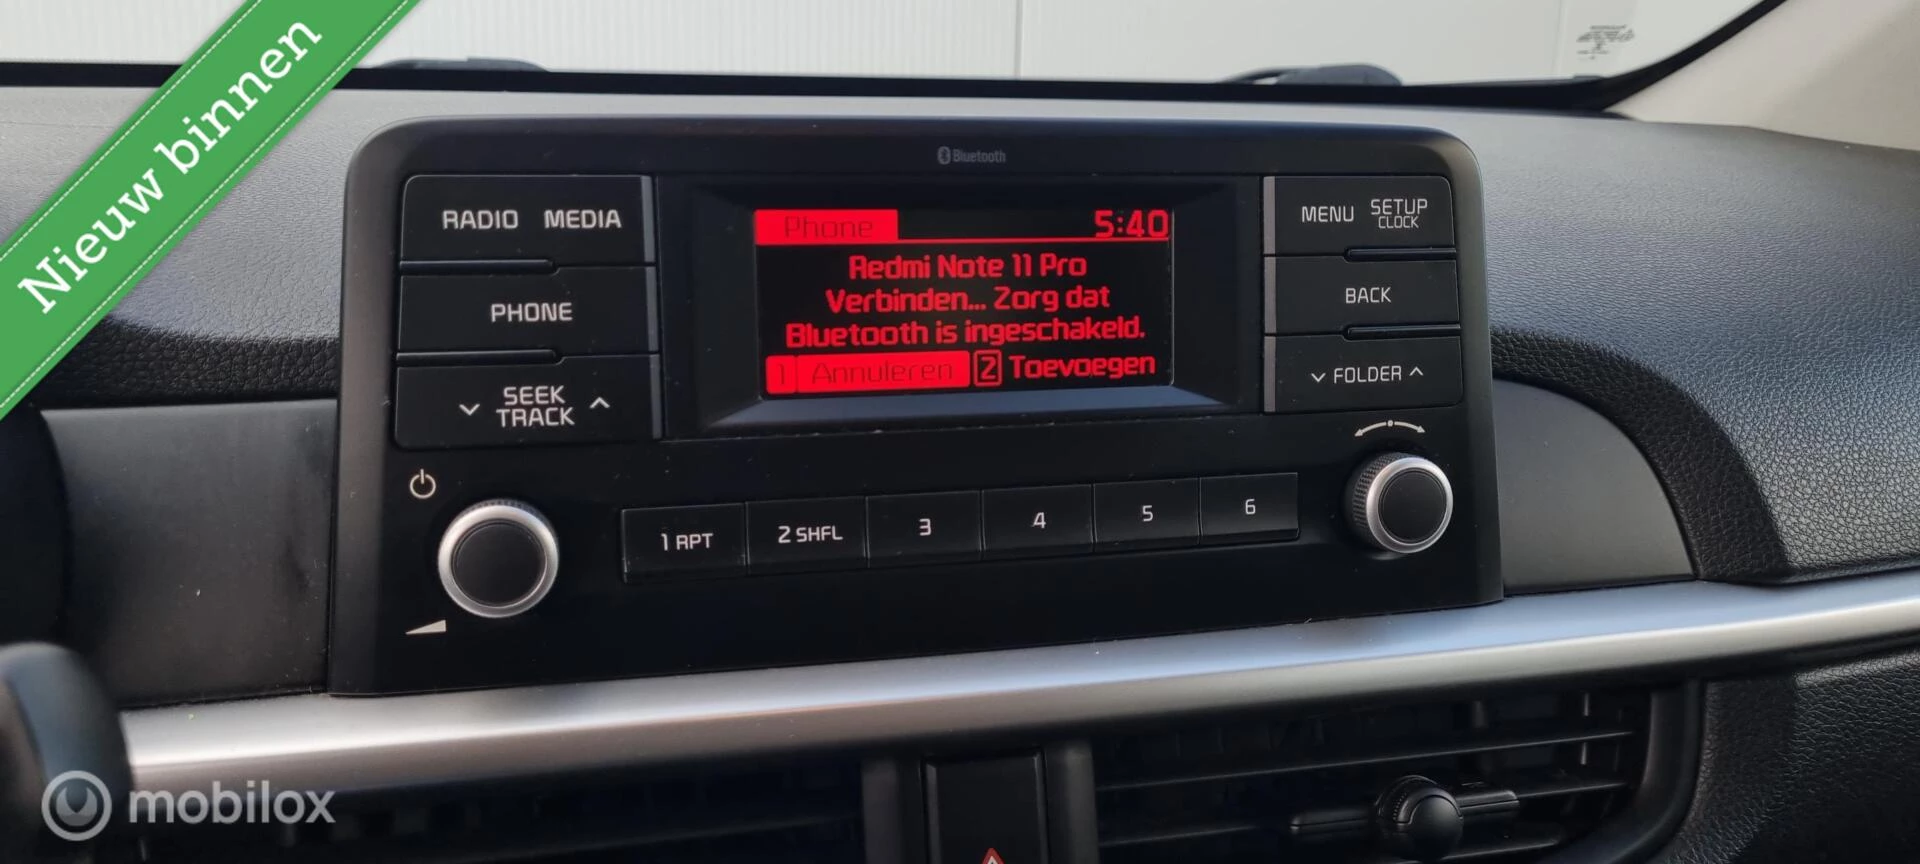 Nieuw binnen
Bluetooth
RADIO MEDIA
PHONE
SEEK
TRACK
Phone 5:40
Redmi Note 11 Pro
Verbinden... Zorg dat
Bluetooth is ingeschakeld.
1 Annuleren 2 Toevoegen
MENU SETUP
CLOCK
BACK
FOLDER
1 RPT 2 SHFL 3 4 5 6
mobilox